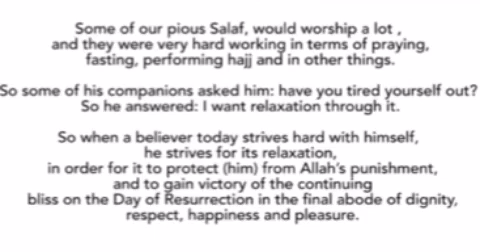 Some of our pious Salaf, would worship a lot ,
and they were very hard working in terms of praying,
fasting, performing hajj and in other things.
So some of his companions asked him: have you tired yourself out?
So he answered: I want relaxation through it.
So when a believer today strives hard with himself,
he strives for its relaxation,
in order for it to protect (him) from Allah's punishment,
and to gain victory of the continuing
bliss on the Day of Resurrection in the final abode of dignity,
respect, happiness and pleasure.